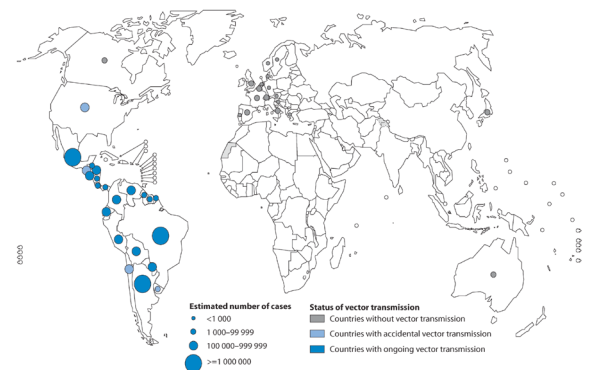 Estimated number of cases
<1 000
1 000–99 999
100 000–999 999
>=1 000 000
Status of vector transmission
Countries without vector transmission
Countries with accidental vector transmission
Countries with ongoing vector transmission